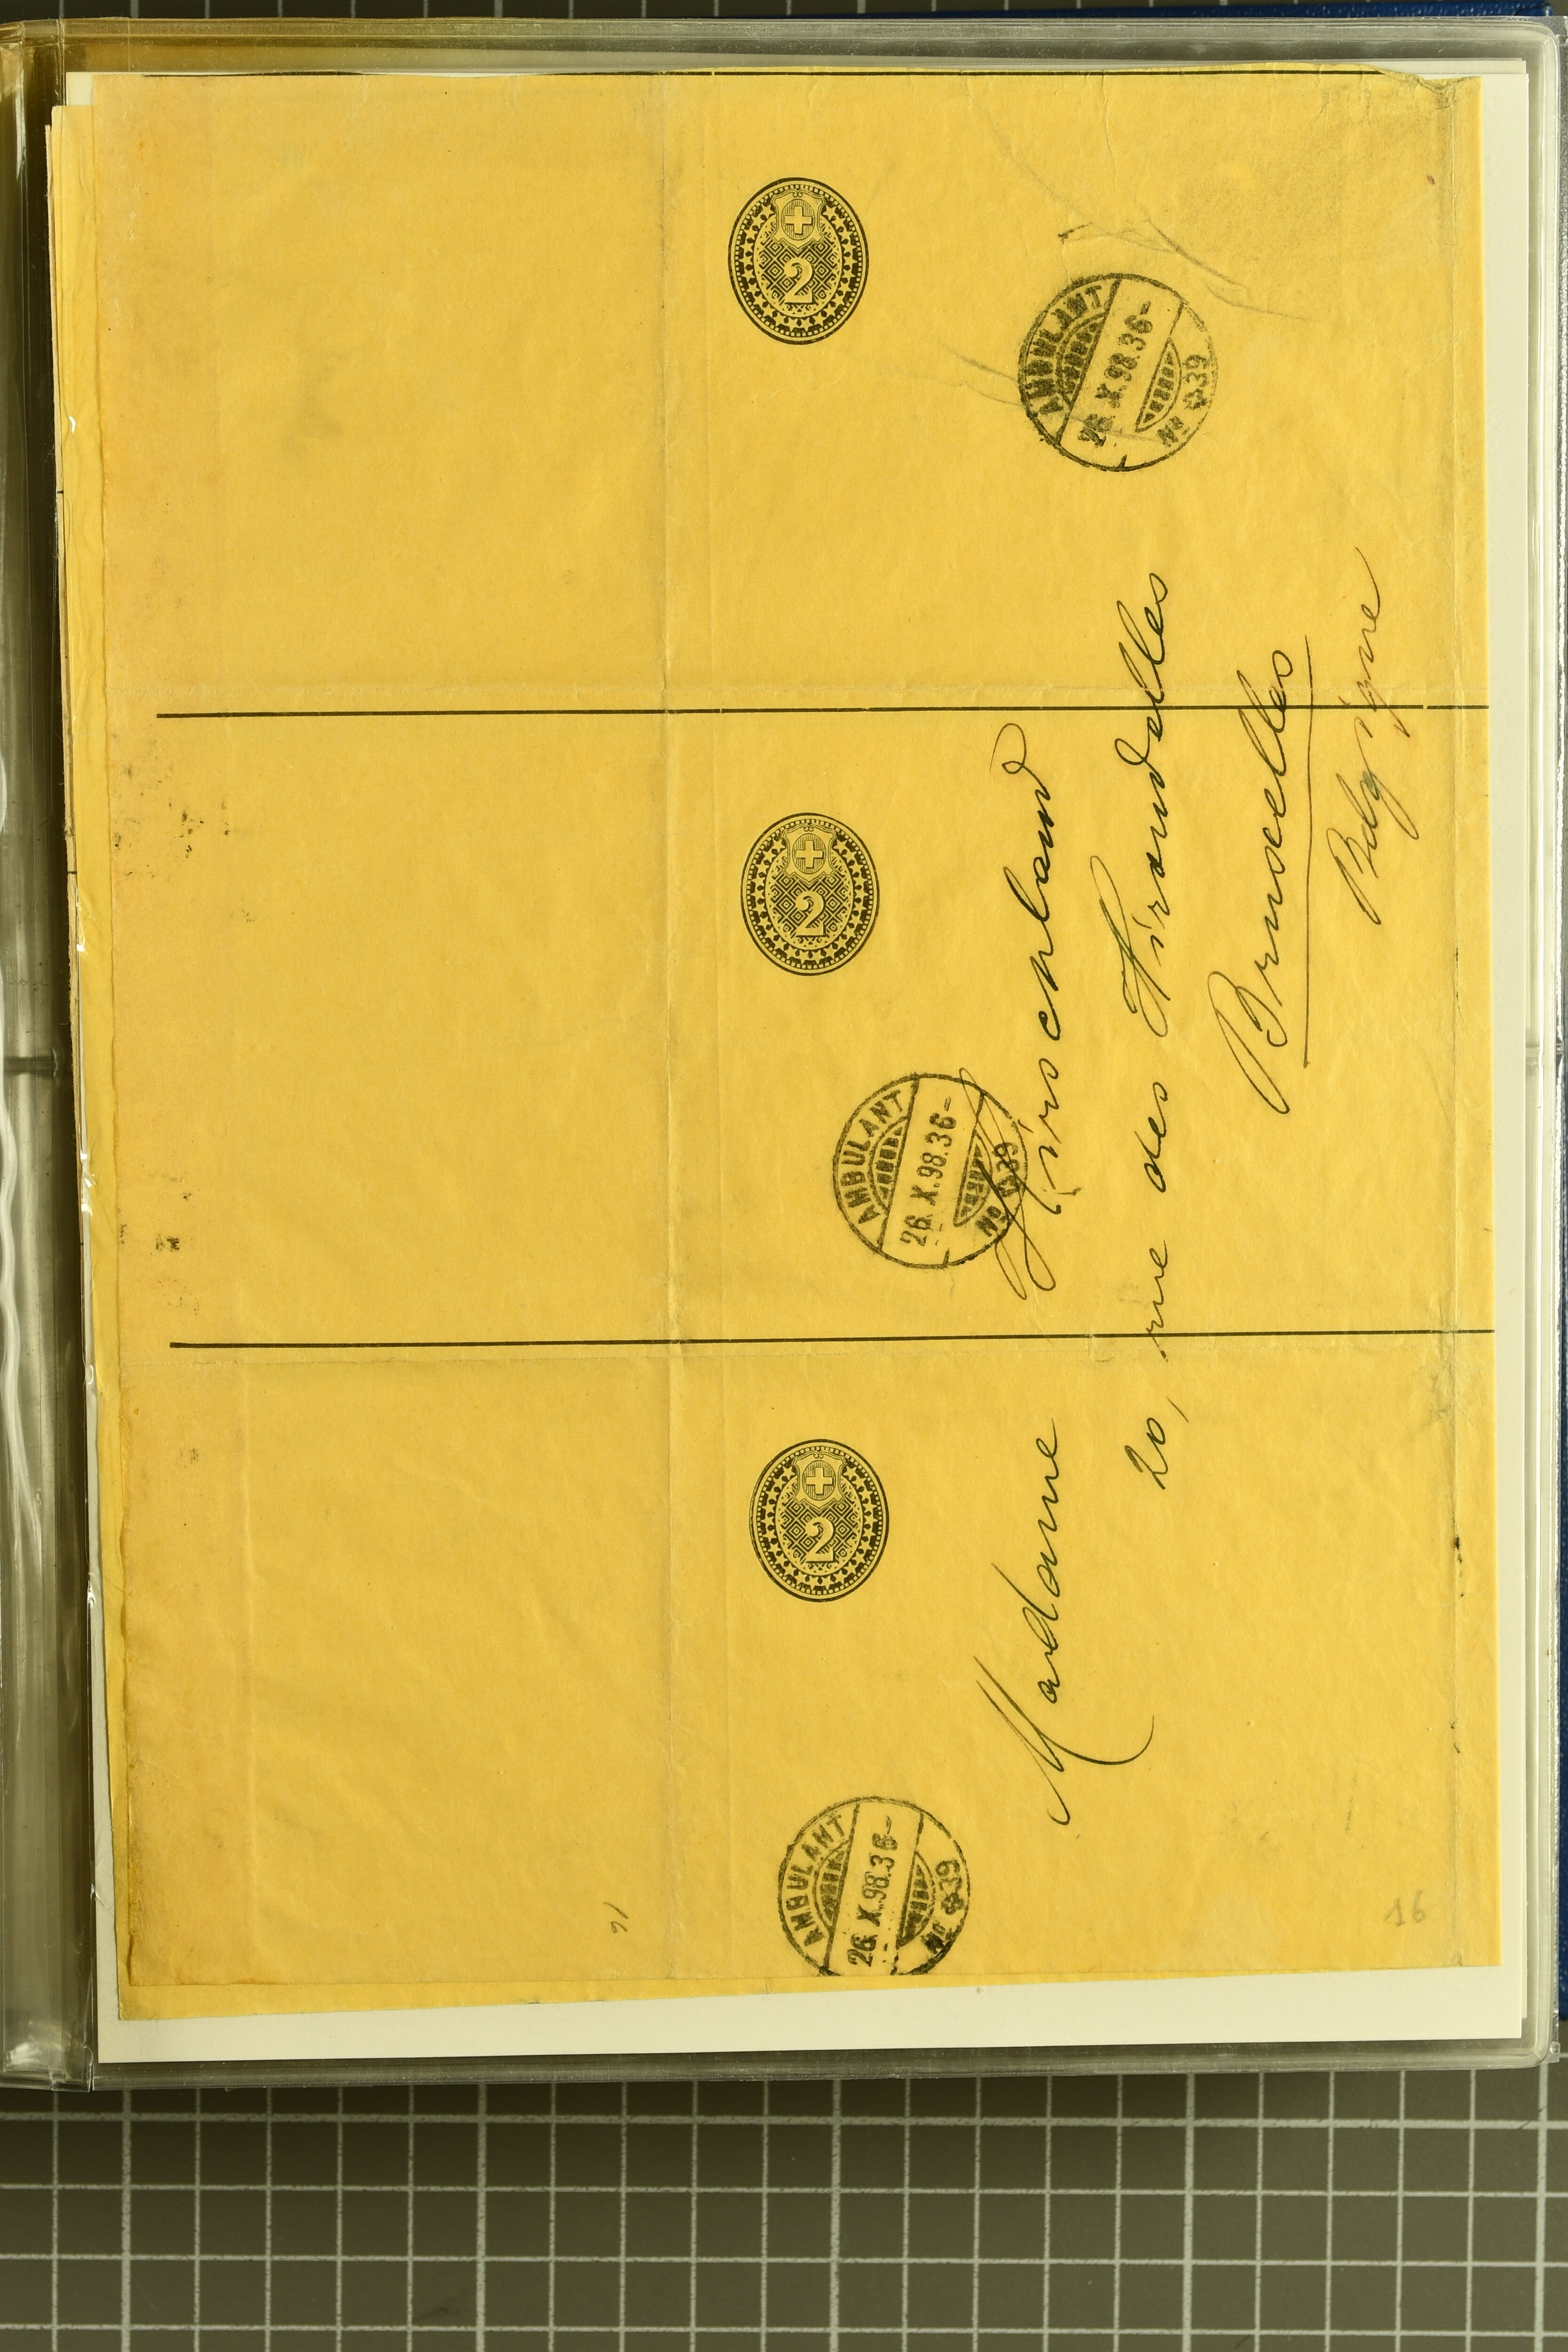 2
2
2
AMBULANT
26.X.98.36-
No 39
AMBULANT
26.X.98.36-
No 39
AMBULANT
26.X.98.36-
No 39
Madame Hirschland
20, rue des Hirondelles
Bruxelles
Belgique
16
16